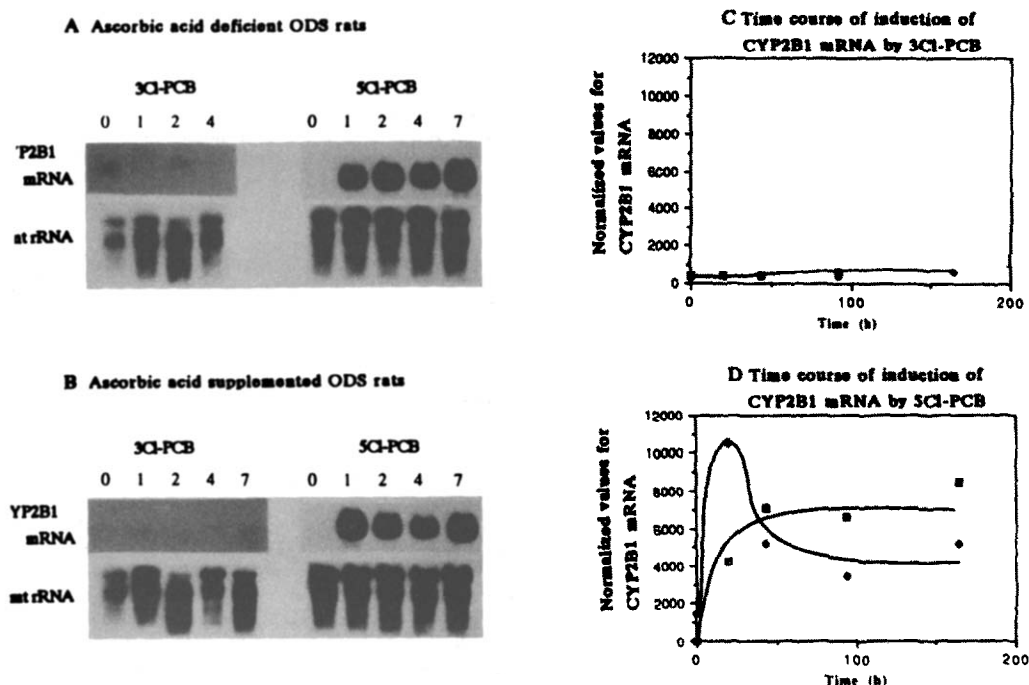 A Ascorbic acid deficient ODS rats
3Cl-PCB 5Cl-PCB
0 1 2 4 0 1 2 4 7
P2B1
mRNA
nt rRNA
B Ascorbic acid supplemented ODS rats
3Cl-PCB 5Cl-PCB
0 1 2 4 7 0 1 2 4 7
YP2B1
mRNA
mt rRNA
C Time course of induction of
CYP2B1 mRNA by 3Cl-PCB
Normalized values for
CYP2B1 mRNA
12000
10000
8000
6000
4000
2000
0
0 100 200
Time (h)
D Time course of induction of
CYP2B1 mRNA by 5Cl-PCB
Normalized values for
CYP2B1 mRNA
12000
10000
8000
6000
4000
2000
0
0 100 200
Time (h)